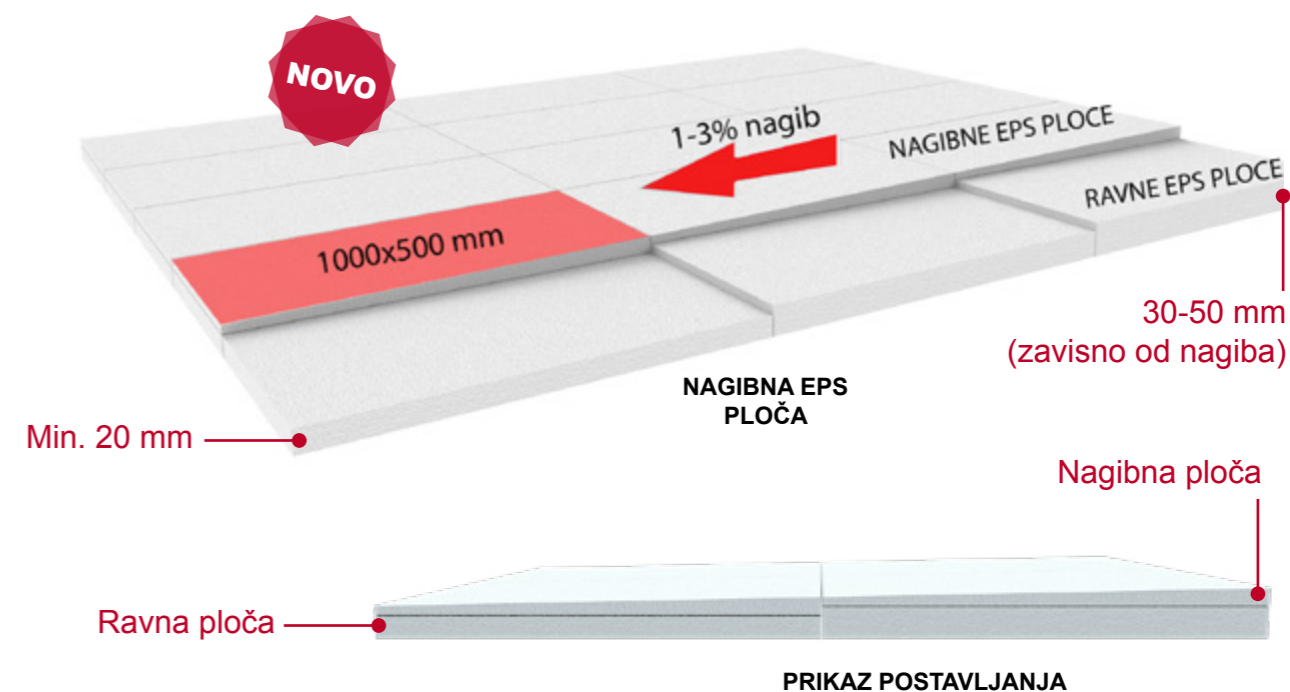 NOVO
1-3% nagib
NAGIBNE EPS PLOCE
RAVNE EPS PLOCE
1000x500 mm
30-50 mm
(zavisno od nagiba)
NAGIBNA EPS
PLOČA
Min. 20 mm
Nagibna ploča
Ravna ploča
PRIKAZ POSTAVLJANJA